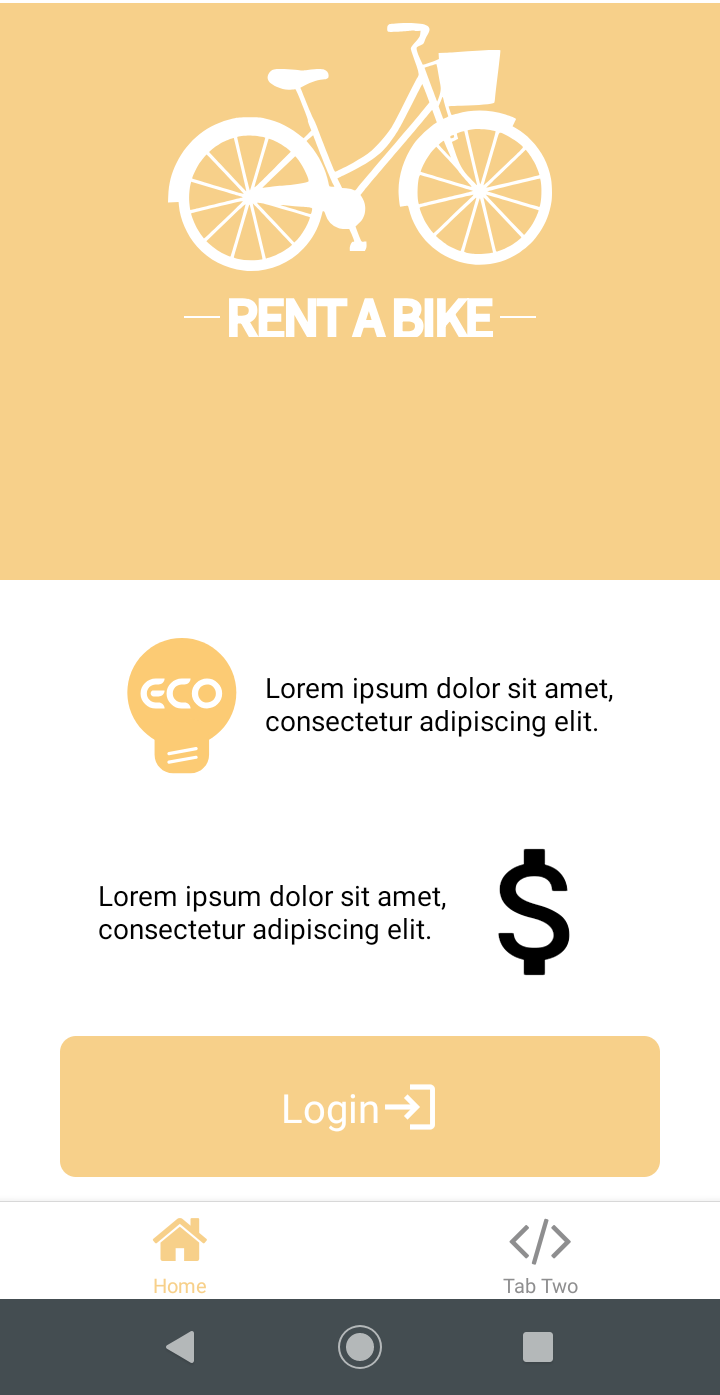 RENT A BIKE
ECO
Lorem ipsum dolor sit amet,
consectetur adipiscing elit.
Lorem ipsum dolor sit amet,
consectetur adipiscing elit.
$
Login
Home
</>
Tab Two